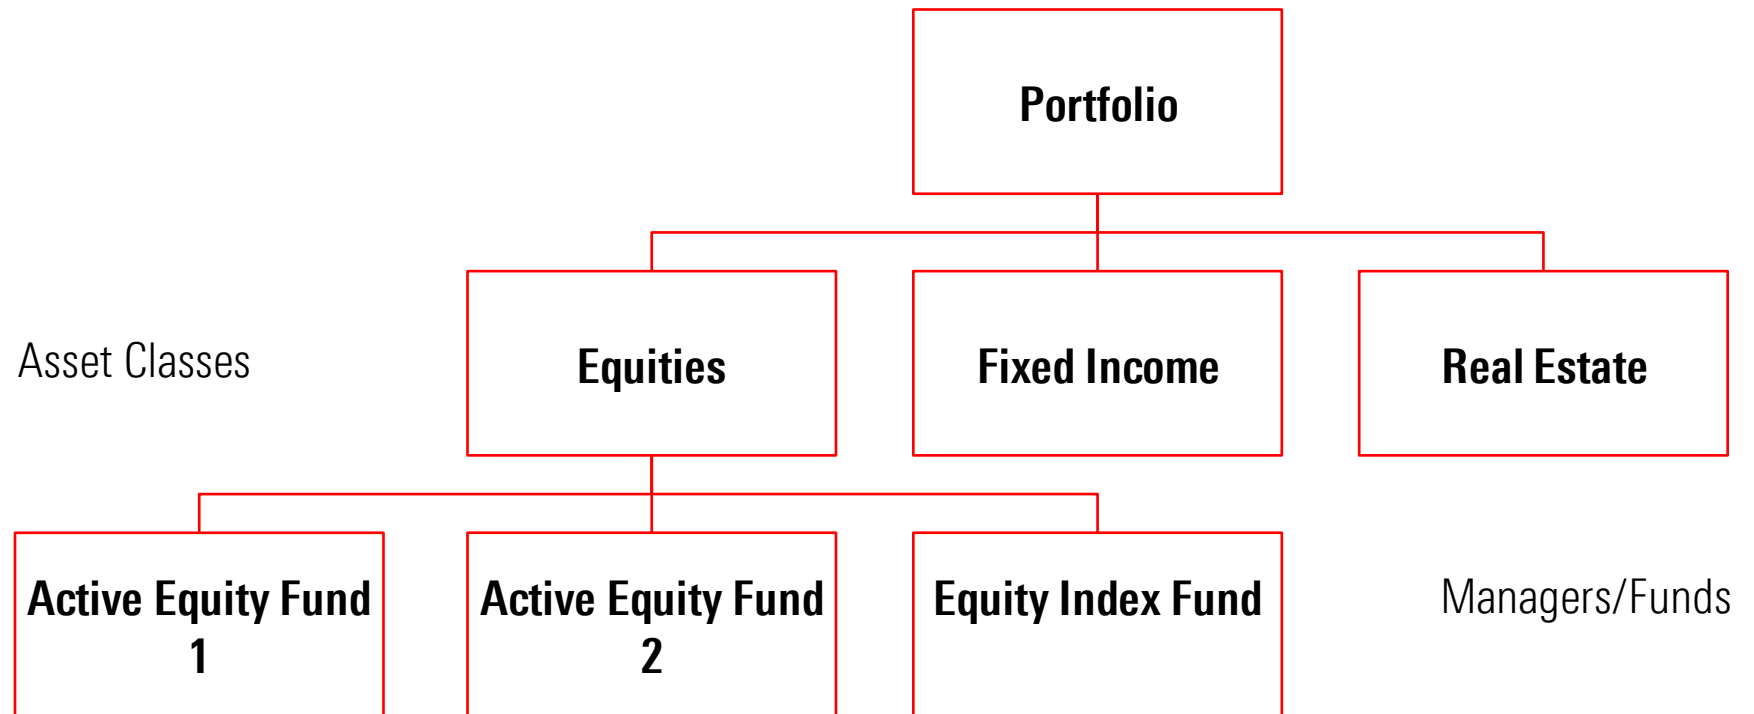 Portfolio
Asset Classes
Equities
Fixed Income
Real Estate
Active Equity Fund
1
Active Equity Fund
2
Equity Index Fund
Managers/Funds